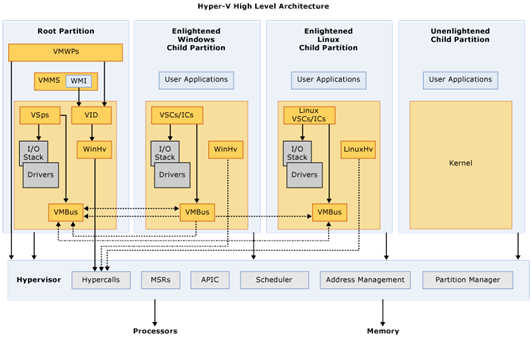 Hyper-V High Level Architecture
Root Partition
VMWPs
VMMS
WMI
VSps
VID
I/O
Stack
Drivers
WinHv
VMBus
Enlightened
Windows
Child Partition
User Applications
VSCs/ICs
I/O
Stack
Drivers
WinHv
VMBus
Enlightened
Linux
Child Partition
User Applications
Linux
VSCs/ICs
I/O
Stack
Drivers
LinuxHv
VMBus
Unenlightened
Child Partition
User Applications
Kernel
Hypervisor
Hypercalls
MSRs
APIC
Scheduler
Address Management
Partition Manager
Processors
Memory